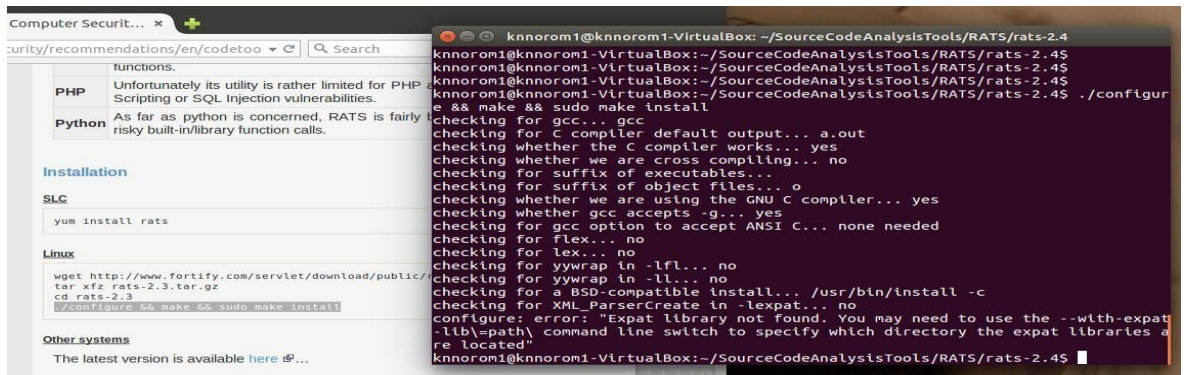 Computer Securit... ×
curity/recommendations/en/codetoo
Search
functions.
PHP
Unfortunately its utility is rather limited for PHP
Scripting or SQL Injection vulnerabilities.
Python
As far as python is concerned, RATS is fairly
risky built-in/library function calls.
Installation
SLC
yum install rats
Linux
wget http://www.fortify.com/servlet/download/public/
tar xfz rats-2.3.tar.gz
cd rats-2.3
./configure && make && sudo make install
Other systems
The latest version is available here ...
knnorom1@knnorom1-VirtualBox: ~/SourceCodeAnalysisTools/RATS/rats-2.4
knnorom1@knnorom1-VirtualBox:~/SourceCodeAnalysisTools/RATS/rats-2.4$
knnorom1@knnorom1-VirtualBox:~/SourceCodeAnalysisTools/RATS/rats-2.4$
knnorom1@knnorom1-VirtualBox:~/SourceCodeAnalysisTools/RATS/rats-2.4$
knnorom1@knnorom1-VirtualBox:~/SourceCodeAnalysisTools/RATS/rats-2.4$ ./configur
e && make && sudo make install
checking for gcc... gcc
checking for C compiler default output... a.out
checking whether the C compiler works... yes
checking whether we are cross compiling... no
checking for suffix of executables...
checking for suffix of object files... o
checking whether we are using the GNU C compiler... yes
checking whether gcc accepts -g... yes
checking for gcc option to accept ANSI C... none needed
checking for flex... no
checking for lex... no
checking for yywrap in -lfl... no
checking for yywrap in -ll... no
checking for a BSD-compatible install... /usr/bin/install -c
checking for XML_ParserCreate in -lexpat... no
configure: error: "Expat library not found. You may need to use the --with-expat
-lib\=path\ command line switch to specify which directory the expat libraries a
re located"
knnorom1@knnorom1-VirtualBox:~/SourceCodeAnalysisTools/RATS/rats-2.4$